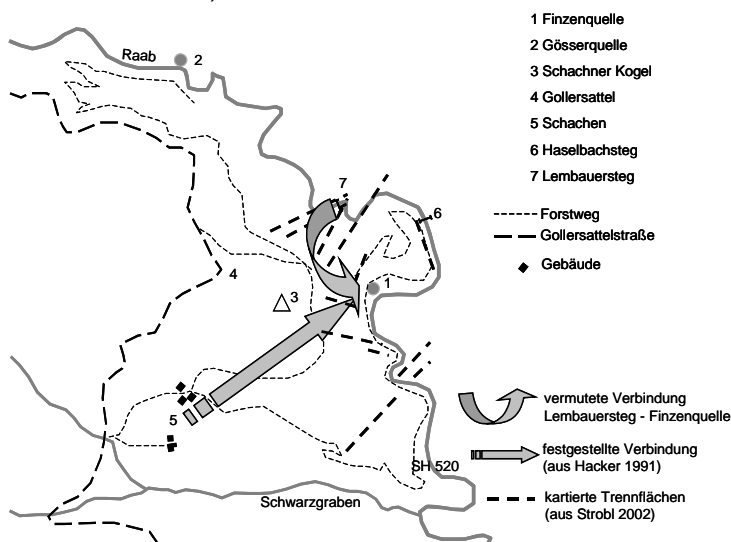 1 Finzenquelle
2 Gösserquelle
3 Schachner Kogel
4 Gollersattel
5 Schachen
6 Haselbachsteg
7 Lembauersteg
Forstweg
Gollersattelstraße
Gebäude
Raab
2
7
6
1
4
3
5
SH 520
Schwarzgraben
vermutete Verbindung
Lembauersteg - Finzenquelle
festgestellte Verbindung
(aus Hacker 1991)
kartierte Trennflächen
(aus Strobl 2002)